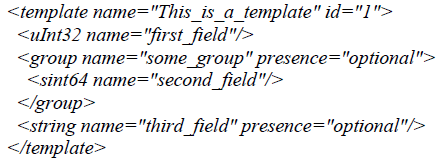 <template name="This_is_a_template" id="1">
<uInt32 name="first_field"/>
<group name="some_group" presence="optional">
<sint64 name="second_field"/>
</group>
<string name="third_field" presence="optional"/>
</template>